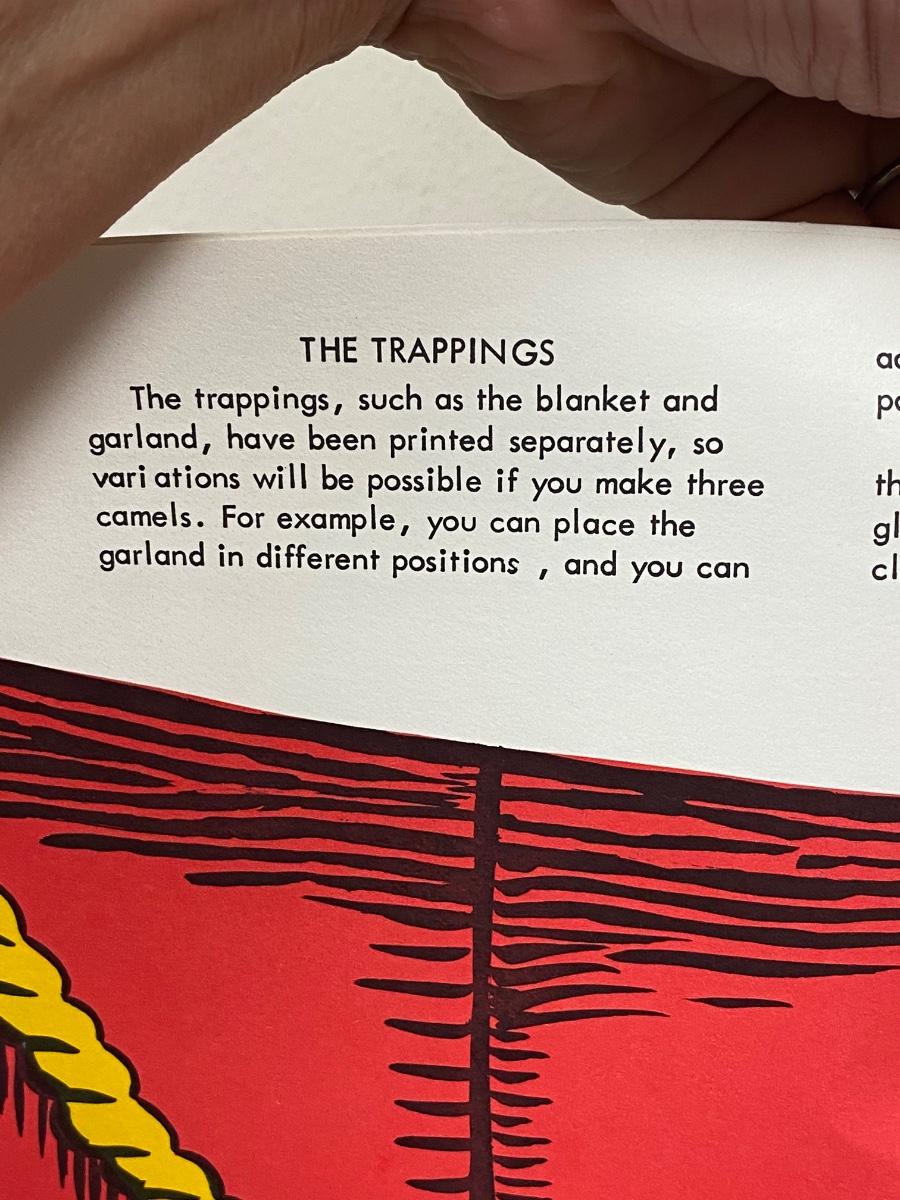 THE TRAPPINGS
The trappings, such as the blanket and
garland, have been printed separately, so
vari ations will be possible if you make three
camels. For example, you can place the
garland in different positions , and you can